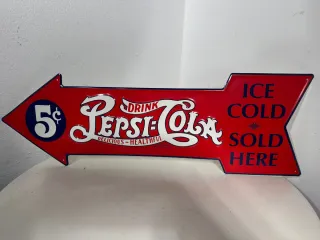 5¢
DRINK
PEPSI:COLA
DELICIOUS HEALTHFUL
ICE
COLD
SOLD
HERE